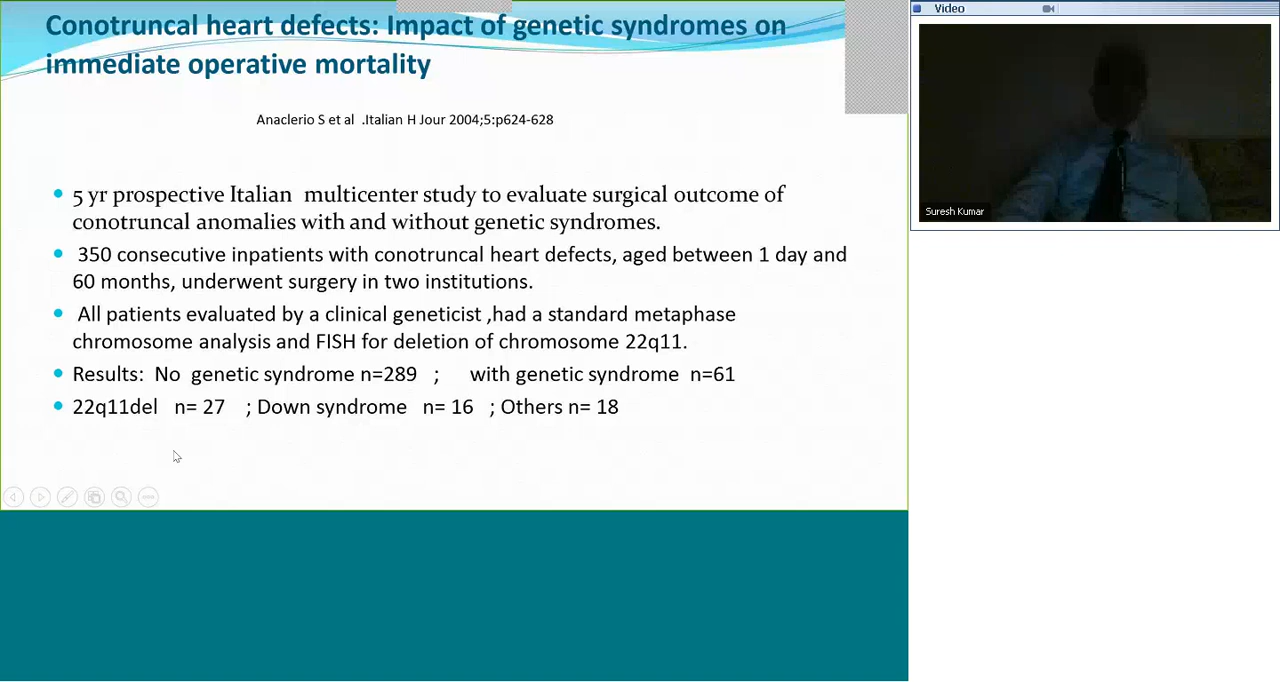 Conotruncal heart defects: Impact of genetic syndromes on
immediate operative mortality
Anaclerio S et al .Italian H Jour 2004;5:p624-628
5 yr prospective Italian multicenter study to evaluate surgical outcome of
conotruncal anomalies with and without genetic syndromes.
350 consecutive inpatients with conotruncal heart defects, aged between 1 day and
60 months, underwent surgery in two institutions.
All patients evaluated by a clinical geneticist ,had a standard metaphase
chromosome analysis and FISH for deletion of chromosome 22q11.
Results: No genetic syndrome n=289 ; with genetic syndrome n=61
22q11del n= 27 ; Down syndrome n= 16 ; Others n= 18
Video
Suresh Kumar